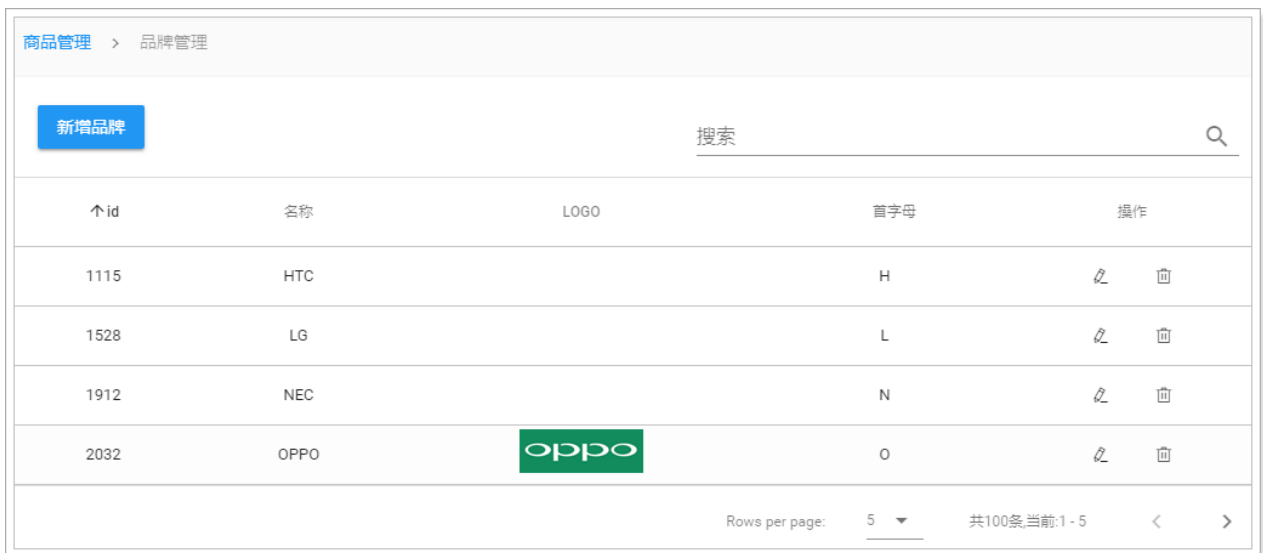 商品管理 > 品牌管理
新增品牌
搜索
↑id 名称 LOGO 首字母 操作
1115 HTC H
1528 LG L
1912 NEC N
2032 OPPO oppo O
Rows per page: 5 共100条,当前:1 - 5